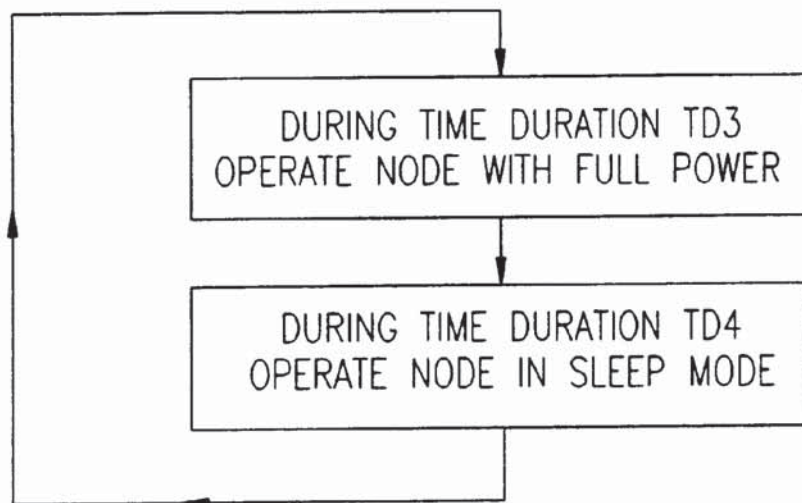 DURING TIME DURATION TD3
OPERATE NODE WITH FULL POWER
DURING TIME DURATION TD4
OPERATE NODE IN SLEEP MODE